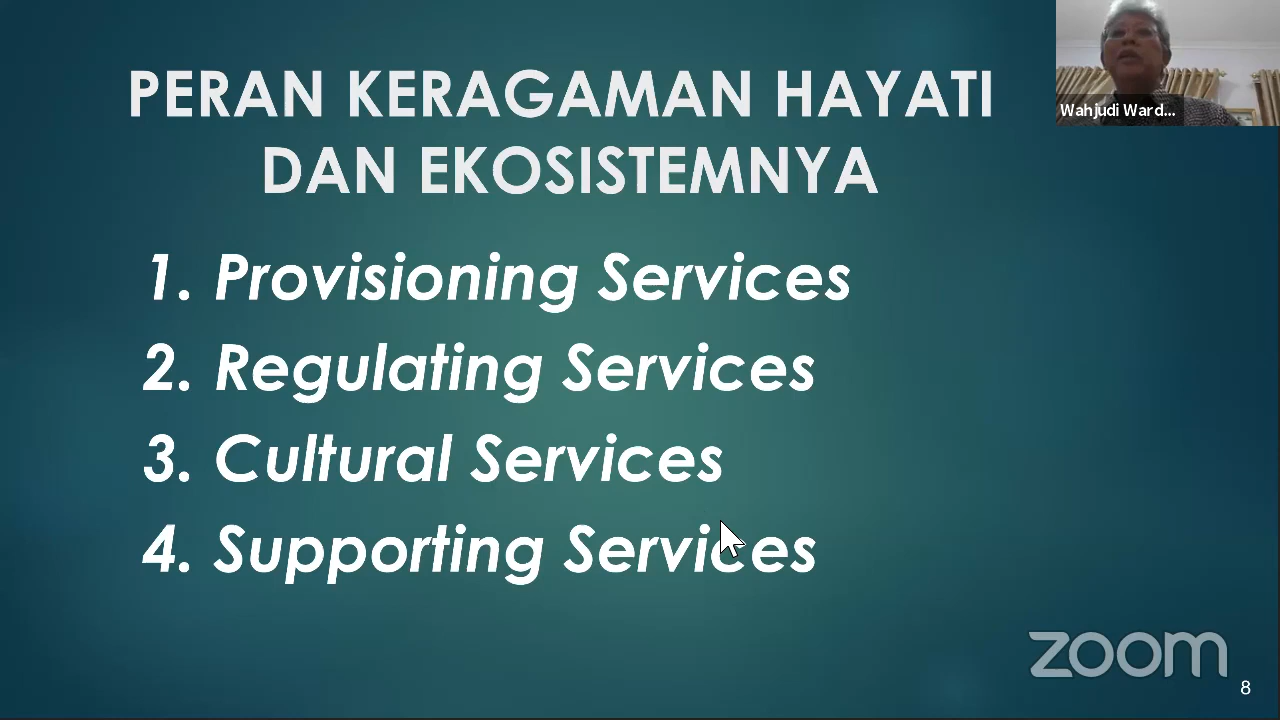 PERAN KERAGAMAN HAYATI
DAN EKOSISTEMNYA
1. Provisioning Services
2. Regulating Services
3. Cultural Services
4. Supporting Services
Wahjudi Ward...
zoom
8